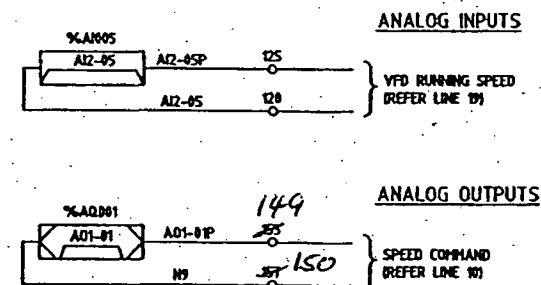 ANALOG INPUTS
%AI005
AI2-05 AI2-05P 125
VFD RUNNING SPEED
(REFER LINE 19)
AI2-05 120
ANALOG OUTPUTS
%AQ001
149
AO1-01 AO1-01P
150
SPEED COMMAND
(REFER LINE 10)
N9